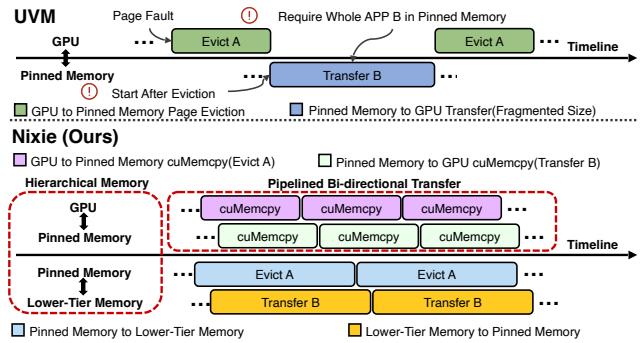 UVM
Page Fault
!
Require Whole APP B in Pinned Memory
GPU
Evict A
Evict A
Timeline
Pinned Memory
Transfer B
!
Start After Eviction
GPU to Pinned Memory Page Eviction
Pinned Memory to GPU Transfer(Fragmented Size)
Nixie (Ours)
GPU to Pinned Memory cuMemcpy(Evict A)
Pinned Memory to GPU cuMemcpy(Transfer B)
Hierarchical Memory
Pipelined Bi-directional Transfer
GPU
cuMemcpy
cuMemcpy
cuMemcpy
Pinned Memory
cuMemcpy
cuMemcpy
cuMemcpy
Timeline
Pinned Memory
Evict A
Evict A
Lower-Tier Memory
Transfer B
Transfer B
Pinned Memory to Lower-Tier Memory
Lower-Tier Memory to Pinned Memory